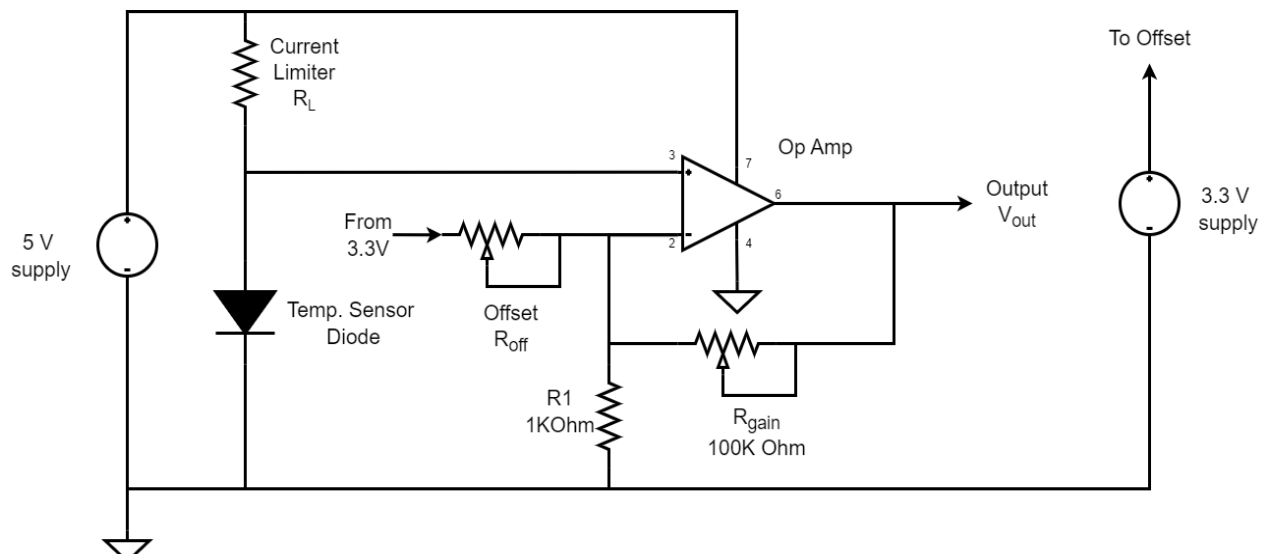 To Offset
Current
Limiter
R_L
Op Amp
3
7
+
6
Output
V_out
+
3.3 V
supply
-
From
3.3V
+
5 V
supply
-
-
2
4
Temp. Sensor
Diode
Offset
R_off
R1
1KOhm
R_gain
100K Ohm